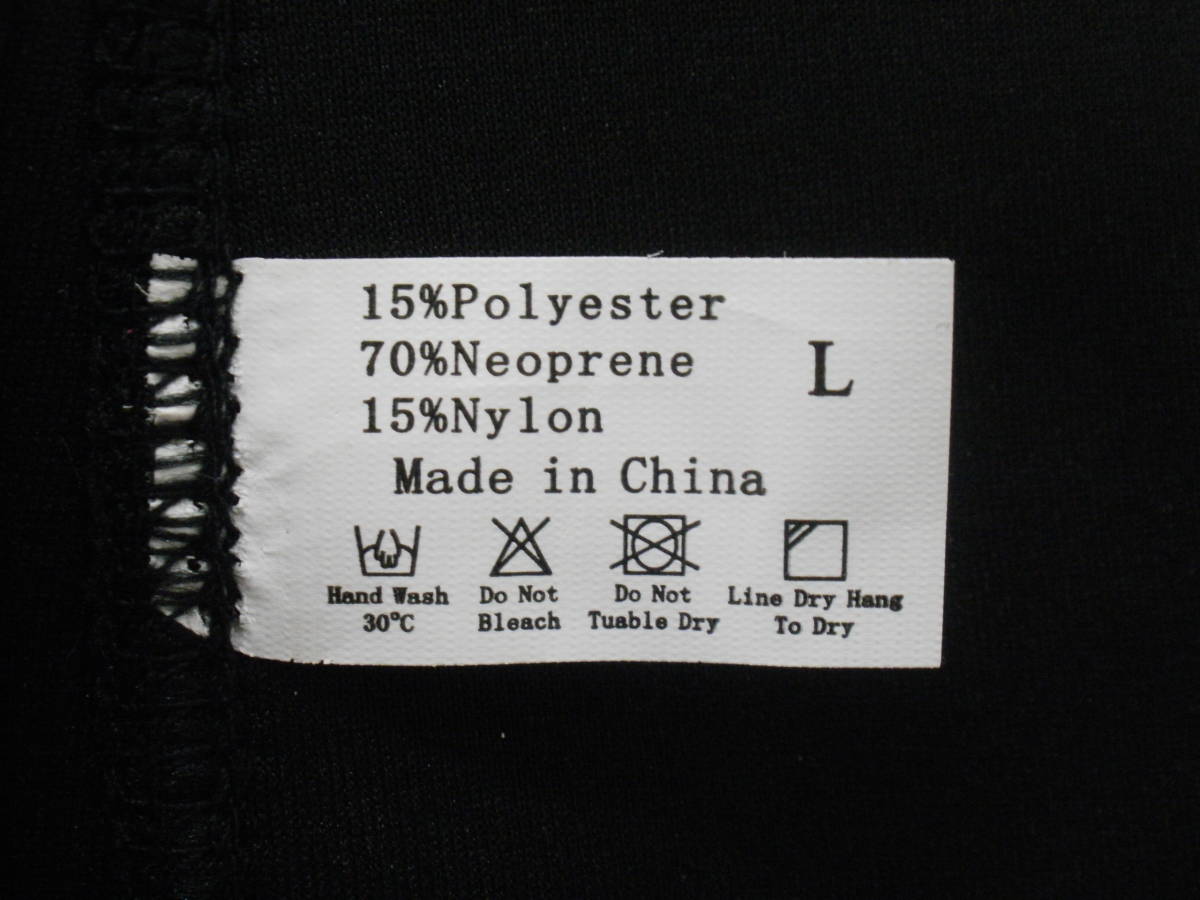 15%Polyester
70%Neoprene
15%Nylon
L
Made in China
Hand Wash
30°C
Do Not
Bleach
Do Not
Tuable Dry
Line Dry Hang
To Dry